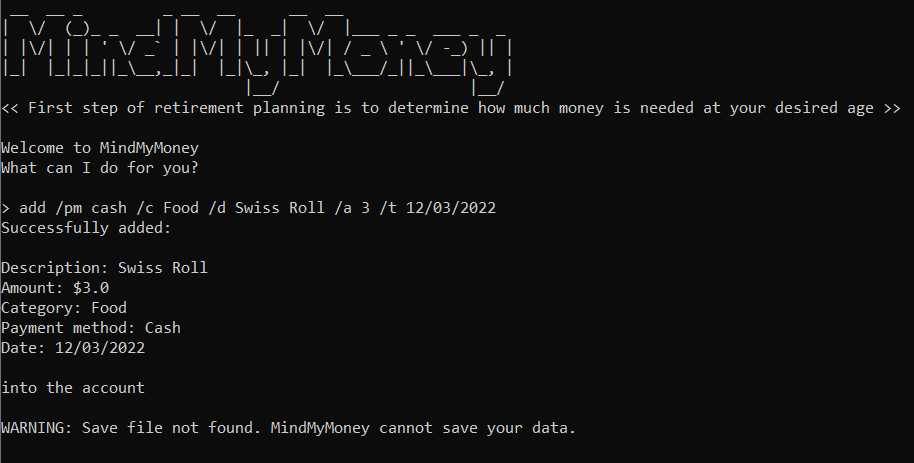 MindMyMoney
<< First step of retirement planning is to determine how much money is needed at your desired age >>
Welcome to MindMyMoney
What can I do for you?
> add /pm cash /c Food /d Swiss Roll /a 3 /t 12/03/2022
Successfully added:
Description: Swiss Roll
Amount: $3.0
Category: Food
Payment method: Cash
Date: 12/03/2022
into the account
WARNING: Save file not found. MindMyMoney cannot save your data.